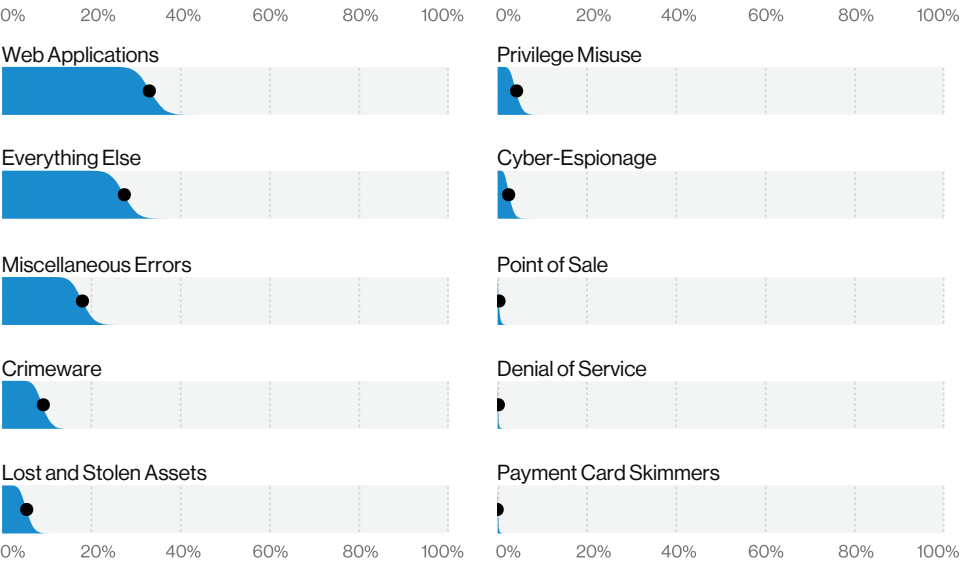 0% 20% 40% 60% 80% 100% 0% 20% 40% 60% 80% 100%
Web Applications
Privilege Misuse
Everything Else
Cyber-Espionage
Miscellaneous Errors
Point of Sale
Crimeware
Denial of Service
Lost and Stolen Assets
Payment Card Skimmers
0% 20% 40% 60% 80% 100% 0% 20% 40% 60% 80% 100%